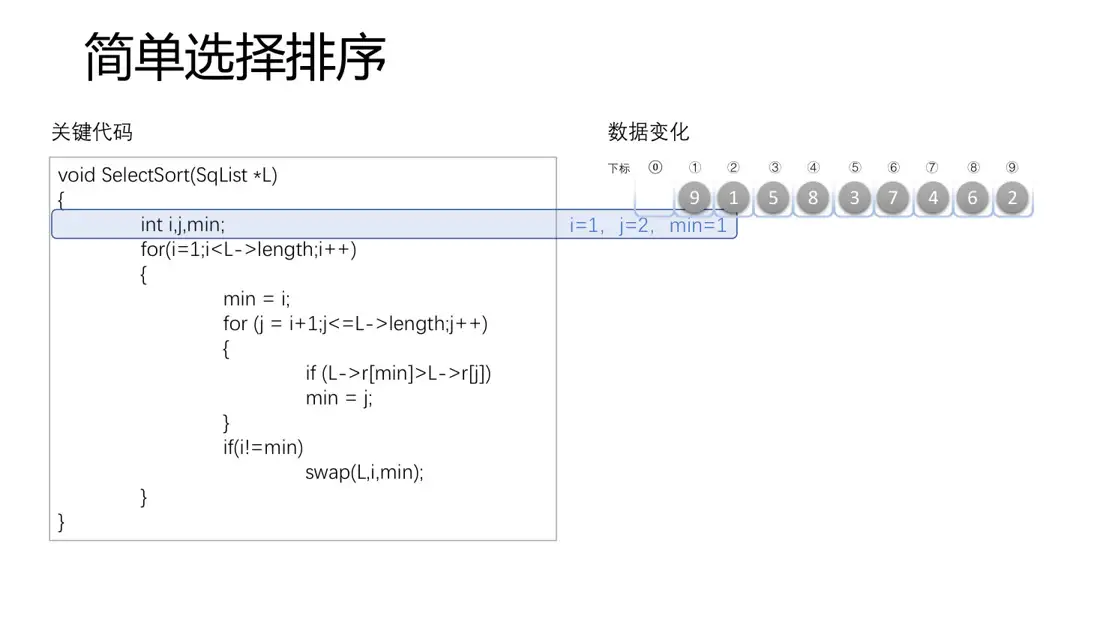 简单选择排序
关键代码
void SelectSort(SqList *L)
{
int i,j,min;
for(i=1;i<L->length;i++)
{
min = i;
for (j = i+1;j<=L->length;j++)
{
if (L->r[min]>L->r[j])
min = j;
}
if(i!=min)
swap(L,i,min);
}
}
数据变化
下标 ⓪ ① ② ③ ④ ⑤ ⑥ ⑦ ⑧ ⑨
9 1 5 8 3 7 4 6 2
i=1, j=2, min=1